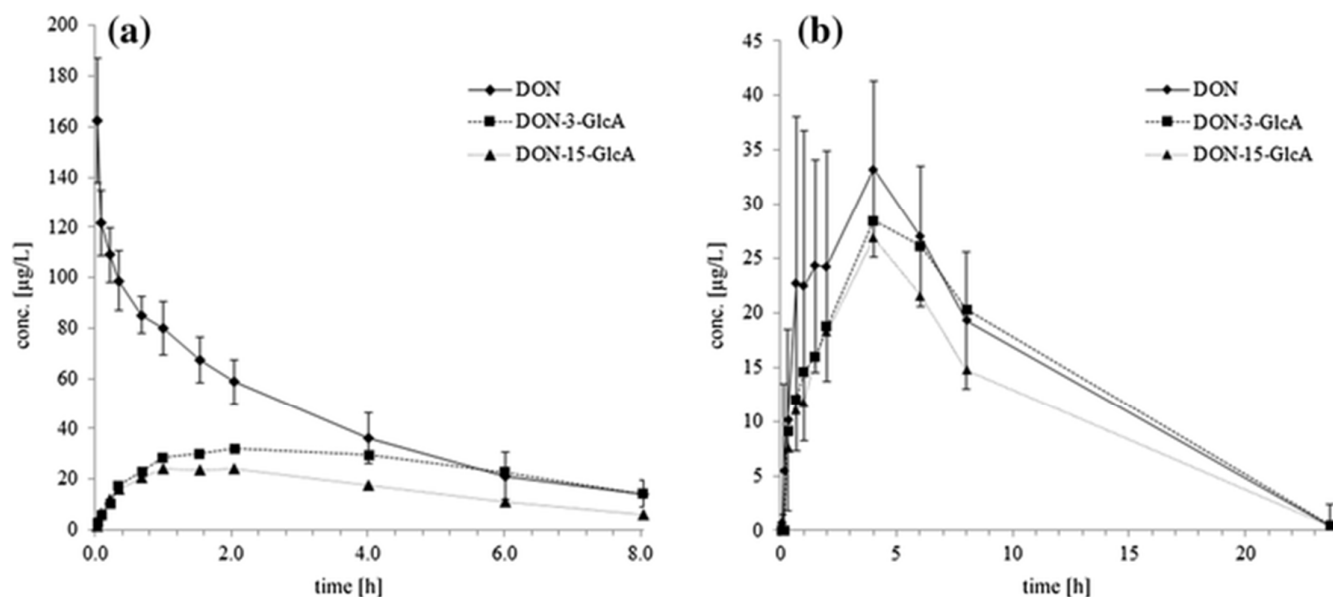 (a)
200
180
160
140
120
100
80
60
40
20
0
conc. [µg/L]
0.0 2.0 4.0 6.0 8.0
time [h]
DON
DON-3-GlcA
DON-15-GlcA
(b)
45
40
35
30
25
20
15
10
5
0
conc. [µg/L]
0 5 10 15 20
time [h]
DON
DON-3-GlcA
DON-15-GlcA